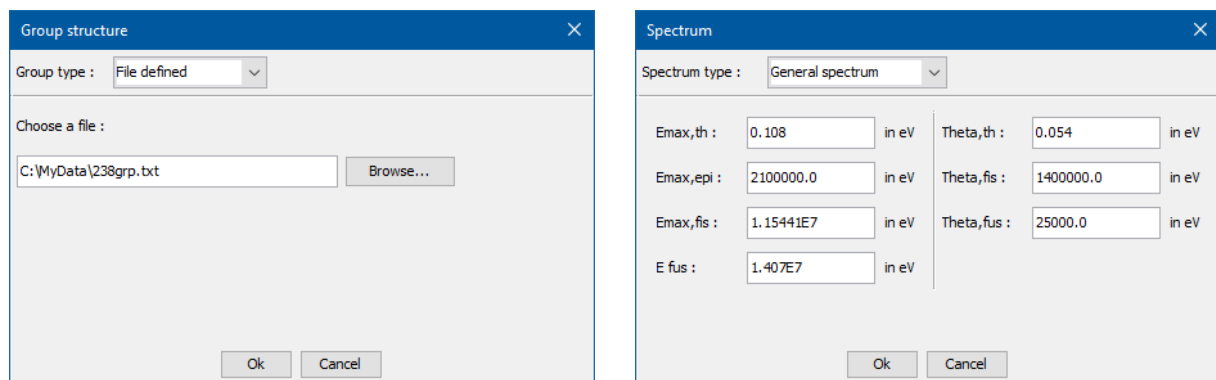 Group structure
Group type :
File defined
Choose a file :
C:\MyData\238grp.txt
Browse...
Ok
Cancel
Spectrum
Spectrum type :
General spectrum
Emax,th :
0.108
in eV
Theta,th :
0.054
in eV
Emax,epi :
2100000.0
in eV
Theta,fis :
1400000.0
in eV
Emax,fis :
1.15441E7
in eV
Theta,fus :
25000.0
in eV
E fus :
1.407E7
in eV
Ok
Cancel